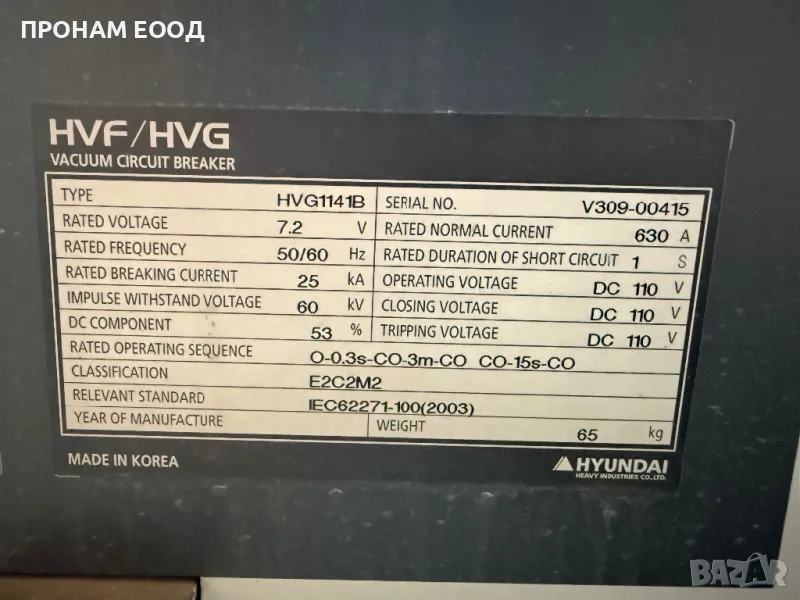 ПРОНАМ ЕООД
HVF/HVG
VACUUM CIRCUIT BREAKER
TYPE HVG1141B SERIAL NO. V309-00415
RATED VOLTAGE 7.2 V RATED NORMAL CURRENT 630 A
RATED FREQUENCY 50/60 Hz RATED DURATION OF SHORT CIRCUIT 1 S
RATED BREAKING CURRENT 25 kA OPERATING VOLTAGE DC 110 V
IMPULSE WITHSTAND VOLTAGE 60 kV CLOSING VOLTAGE DC 110 V
DC COMPONENT 53 % TRIPPING VOLTAGE DC 110 V
RATED OPERATING SEQUENCE O-0.3s-CO-3m-CO CO-15s-CO
CLASSIFICATION E2C2M2
RELEVANT STANDARD IEC62271-100(2003)
YEAR OF MANUFACTURE WEIGHT 65 kg
MADE IN KOREA HYUNDAI
HEAVY INDUSTRIES CO.,LTD.
BAZAR